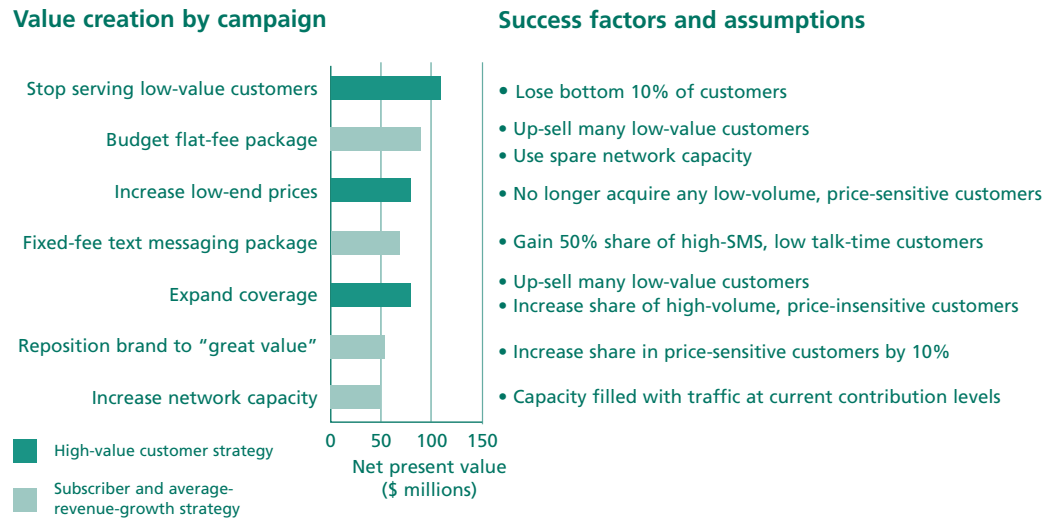 Value creation by campaign
Success factors and assumptions
Stop serving low-value customers
• Lose bottom 10% of customers
Budget flat-fee package
• Up-sell many low-value customers
• Use spare network capacity
Increase low-end prices
• No longer acquire any low-volume, price-sensitive customers
Fixed-fee text messaging package
• Gain 50% share of high-SMS, low talk-time customers
Expand coverage
• Up-sell many low-value customers
• Increase share of high-volume, price-insensitive customers
Reposition brand to “great value”
• Increase share in price-sensitive customers by 10%
Increase network capacity
• Capacity filled with traffic at current contribution levels
0 50 100 150
Net present value
($ millions)
High-value customer strategy
Subscriber and average-
revenue-growth strategy